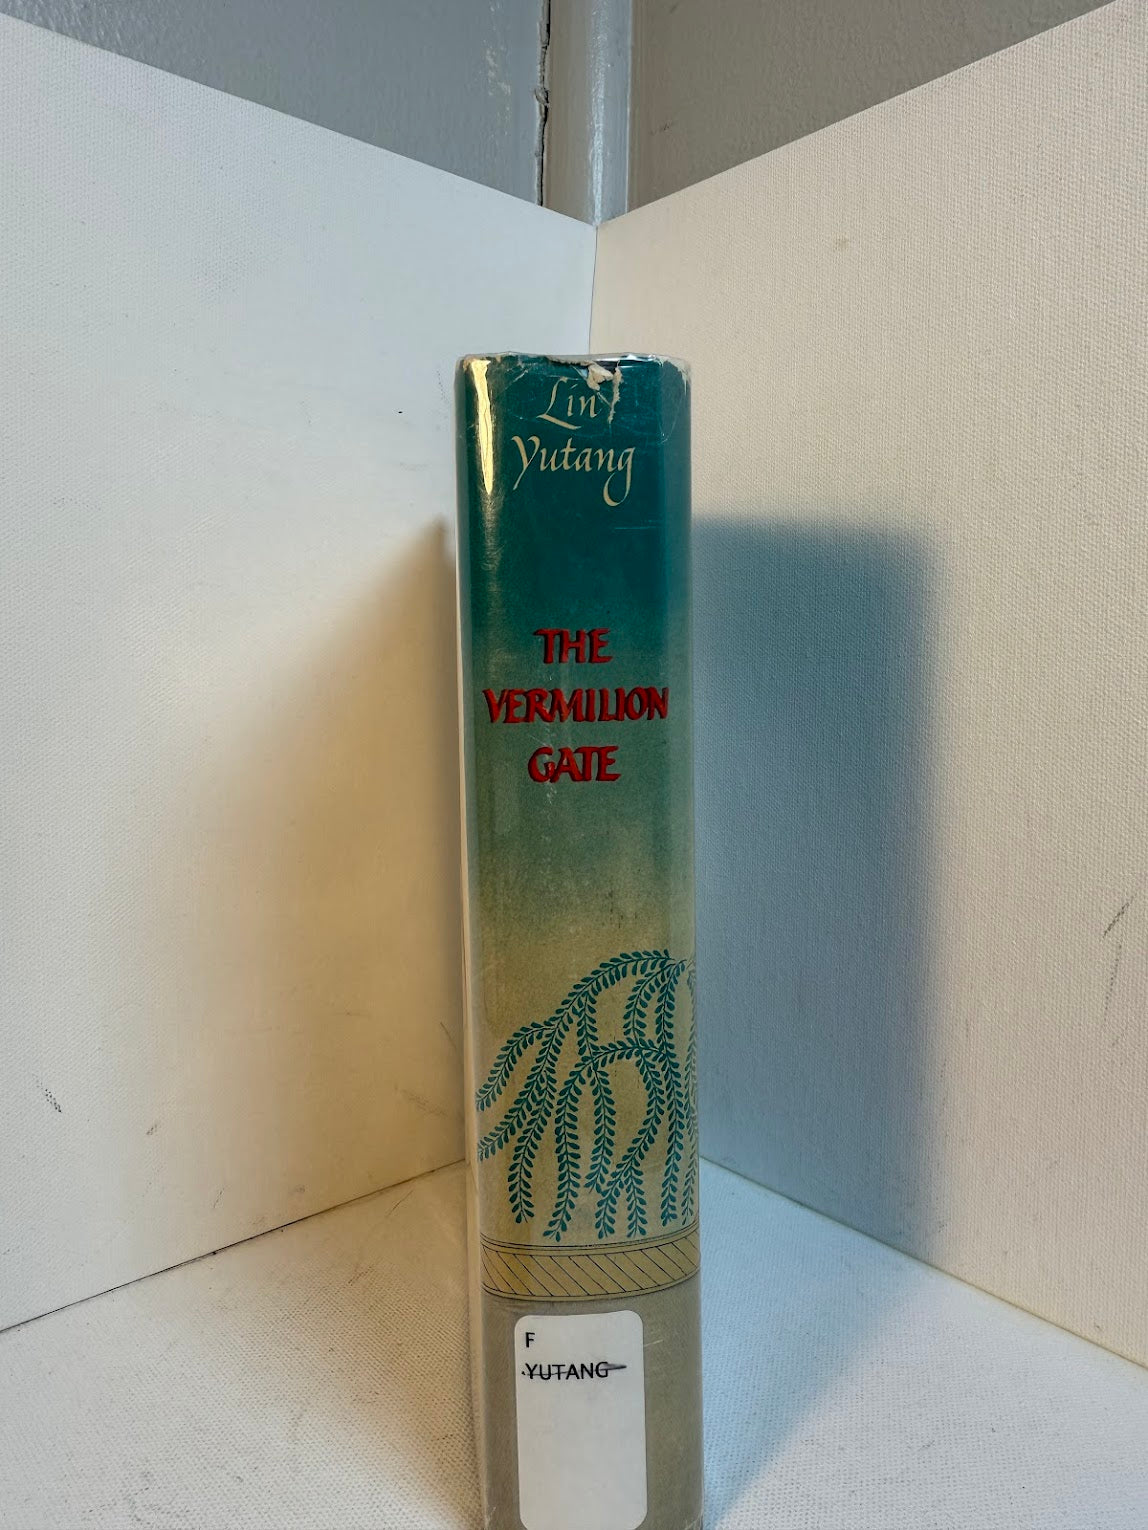 Lin
Yutang
THE
VERMILION
GATE
F
YUTANG